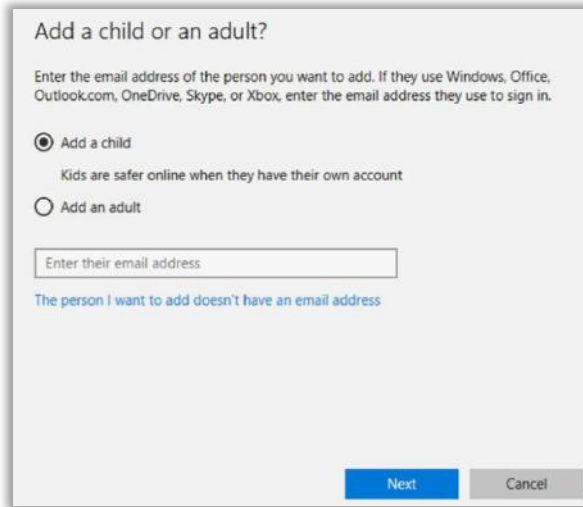 Add a child or an adult?
Enter the email address of the person you want to add. If they use Windows, Office,
Outlook.com, OneDrive, Skype, or Xbox, enter the email address they use to sign in.
Add a child
Kids are safer online when they have their own account
Add an adult
Enter their email address
The person I want to add doesn't have an email address
Next Cancel